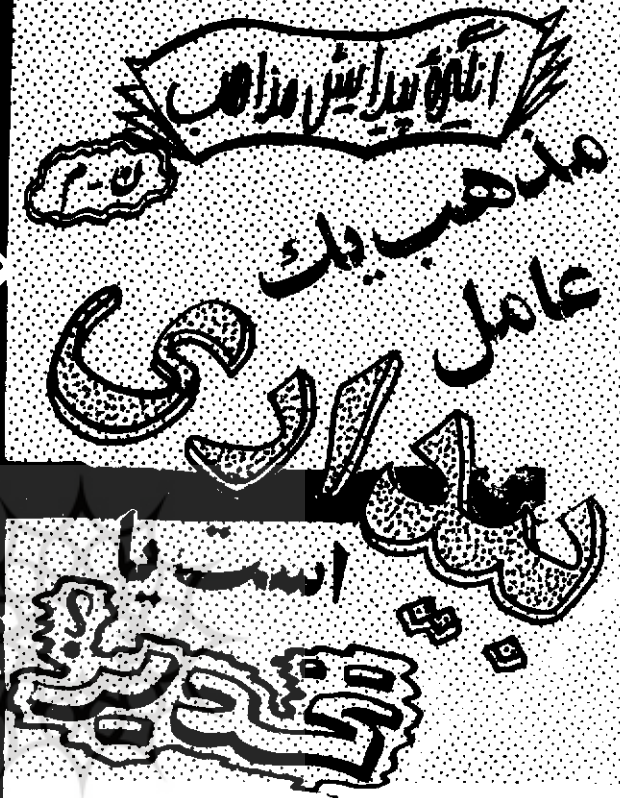 انگیزهٔ پیدایش مذاهب
ن-م
مذهب یک
عامل
بیداری
است یا
تخدیر؟